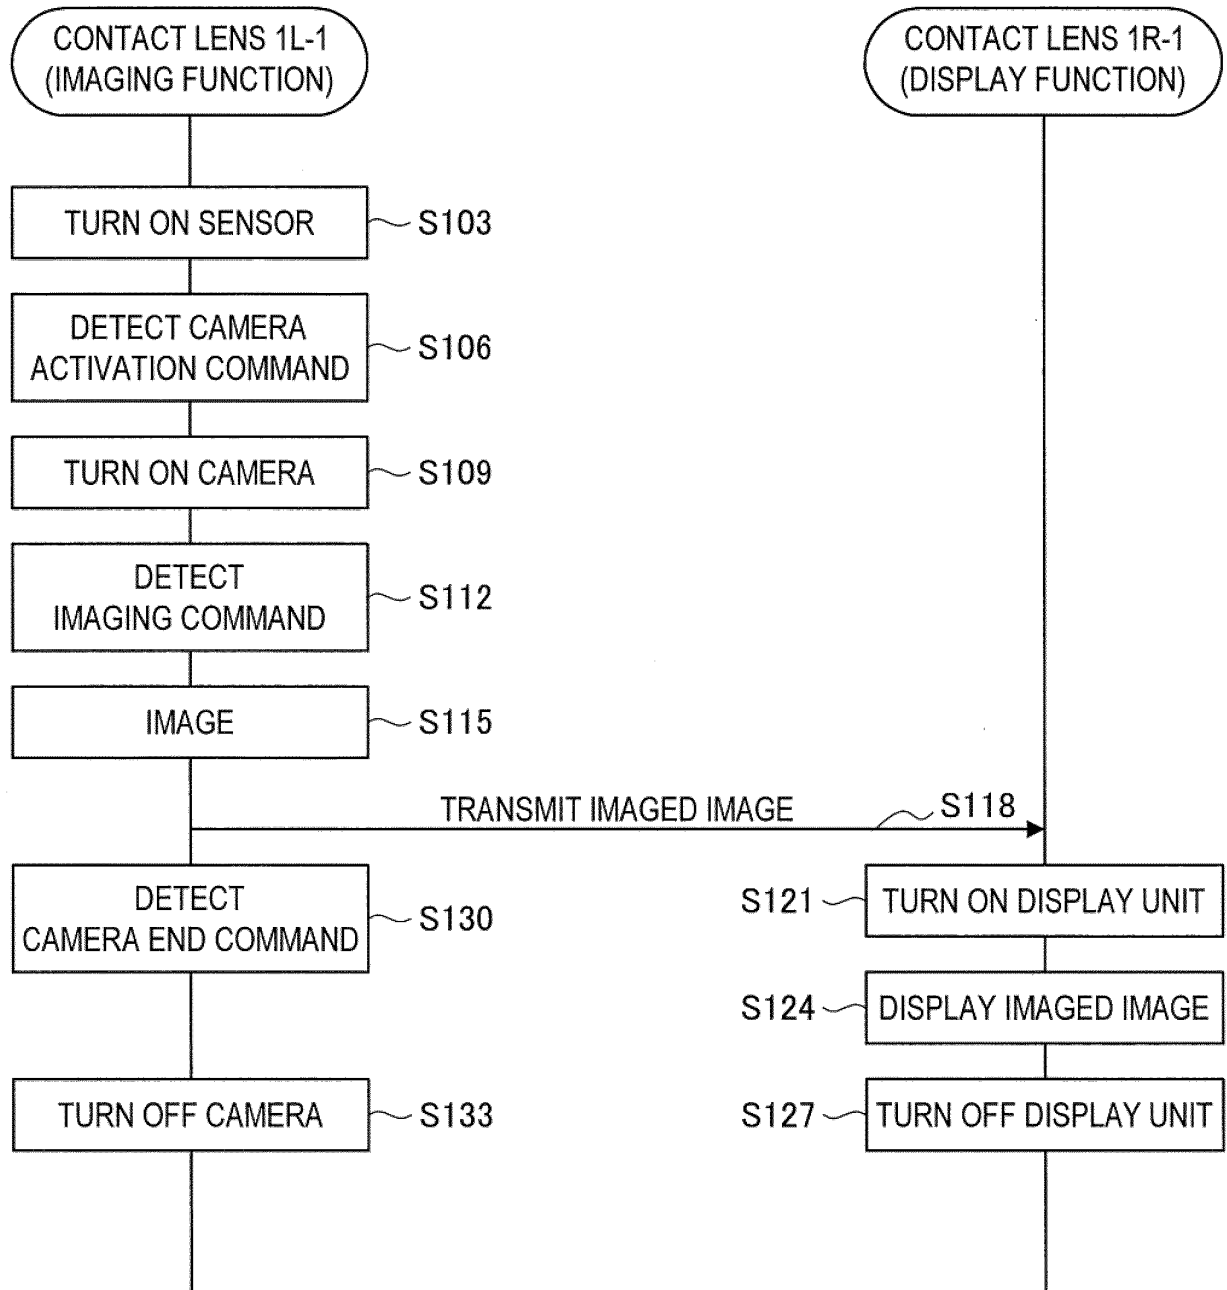 CONTACT LENS 1L-1
(IMAGING FUNCTION)
CONTACT LENS 1R-1
(DISPLAY FUNCTION)
TURN ON SENSOR
S103
DETECT CAMERA
ACTIVATION COMMAND
S106
TURN ON CAMERA
S109
DETECT
IMAGING COMMAND
S112
IMAGE
S115
TRANSMIT IMAGED IMAGE
S118
DETECT
CAMERA END COMMAND
S130
S121
TURN ON DISPLAY UNIT
S124
DISPLAY IMAGED IMAGE
TURN OFF CAMERA
S133
S127
TURN OFF DISPLAY UNIT